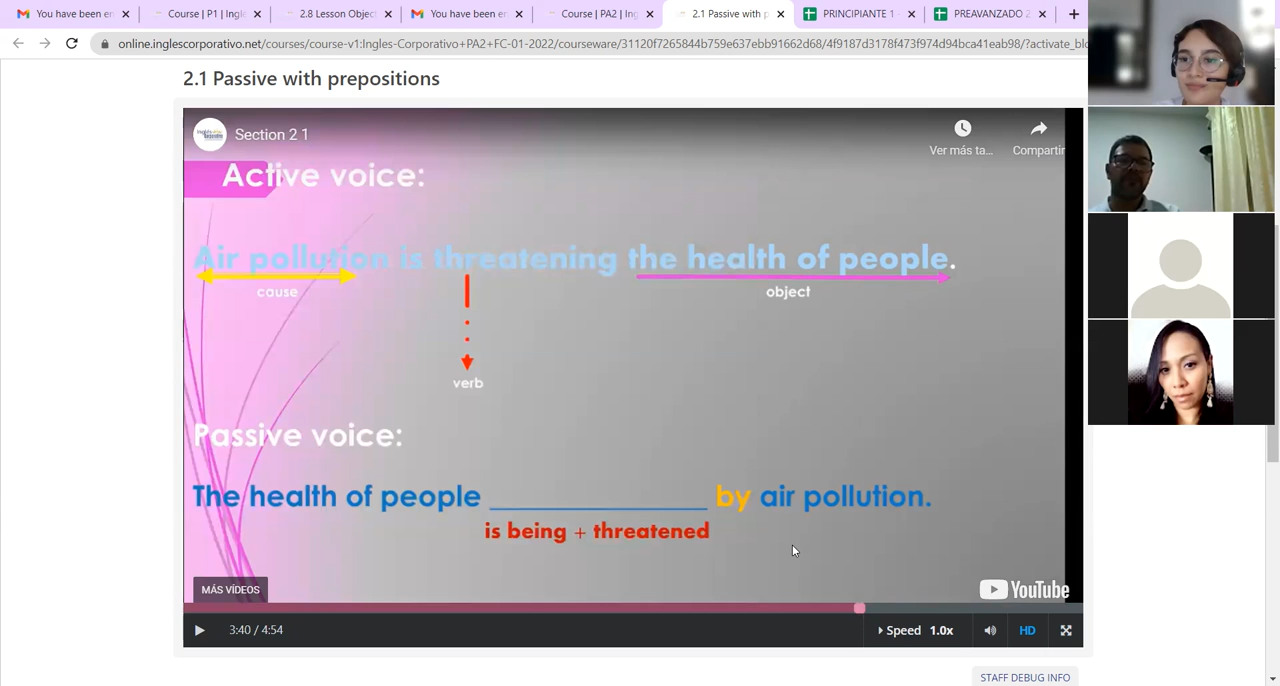 You have been er
Course | P1 | Ingle
2.8 Lesson Objec
You have been er
Course | PA2 | Ing
2.1 Passive with p
PRINCIPIANTE 1 -
PREAVANZADO 2
online.inglescorporativo.net/courses/course-v1:Ingles-Corporativo+PA2+FC-01-2022/courseware/31120f7265844b759e637ebb91662d68/4f9187d3178f473f974d94bca41eab98/?activate_blo
2.1 Passive with prepositions
Section 2 1
Ver más ta...
Compartir
Active voice:
Air pollution is threatening the health of people.
cause
object
verb
Passive voice:
The health of people ________________ by air pollution.
is being + threatened
MÁS VÍDEOS
YouTube
3:40 / 4:54
Speed 1.0x
HD
STAFF DEBUG INFO